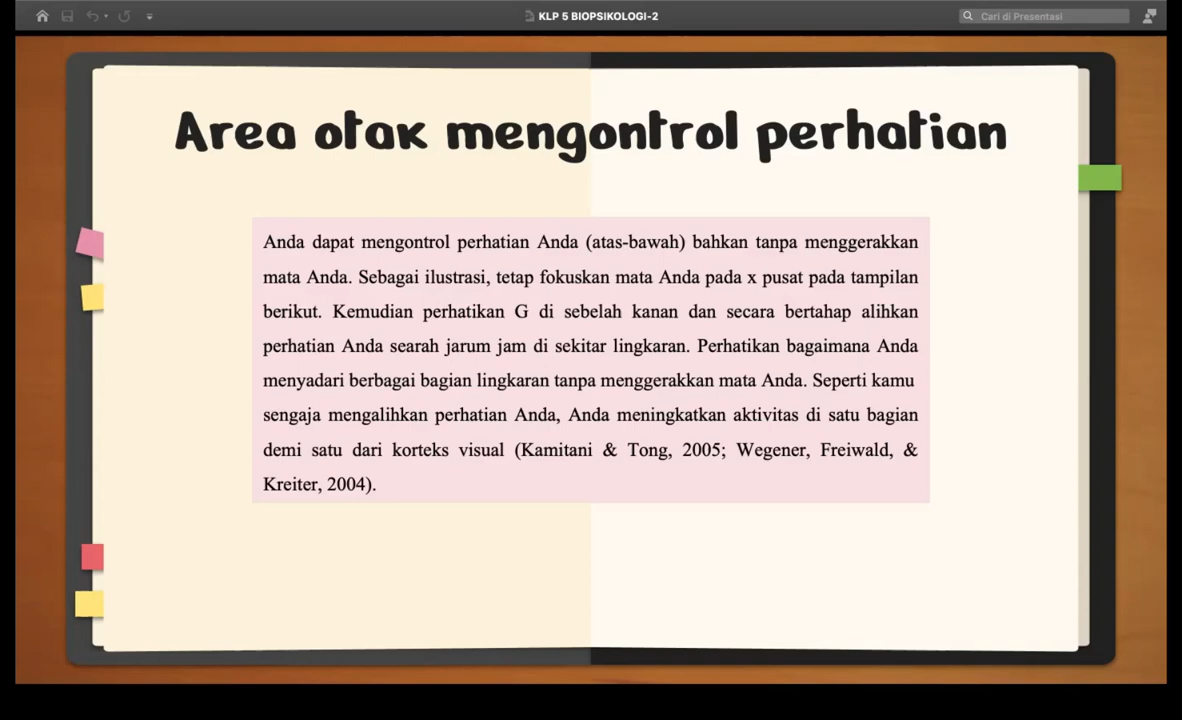 KLP 5 BIOPSIKOLOGI-2
Cari di Presentasi
Area otak mengontrol perhatian
Anda dapat mengontrol perhatian Anda (atas-bawah) bahkan tanpa menggerakkan
mata Anda. Sebagai ilustrasi, tetap fokuskan mata Anda pada x pusat pada tampilan
berikut. Kemudian perhatikan G di sebelah kanan dan secara bertahap alihkan
perhatian Anda searah jarum jam di sekitar lingkaran. Perhatikan bagaimana Anda
menyadari berbagai bagian lingkaran tanpa menggerakkan mata Anda. Seperti kamu
sengaja mengalihkan perhatian Anda, Anda meningkatkan aktivitas di satu bagian
demi satu dari korteks visual (Kamitani & Tong, 2005; Wegener, Freiwald, &
Kreiter, 2004).